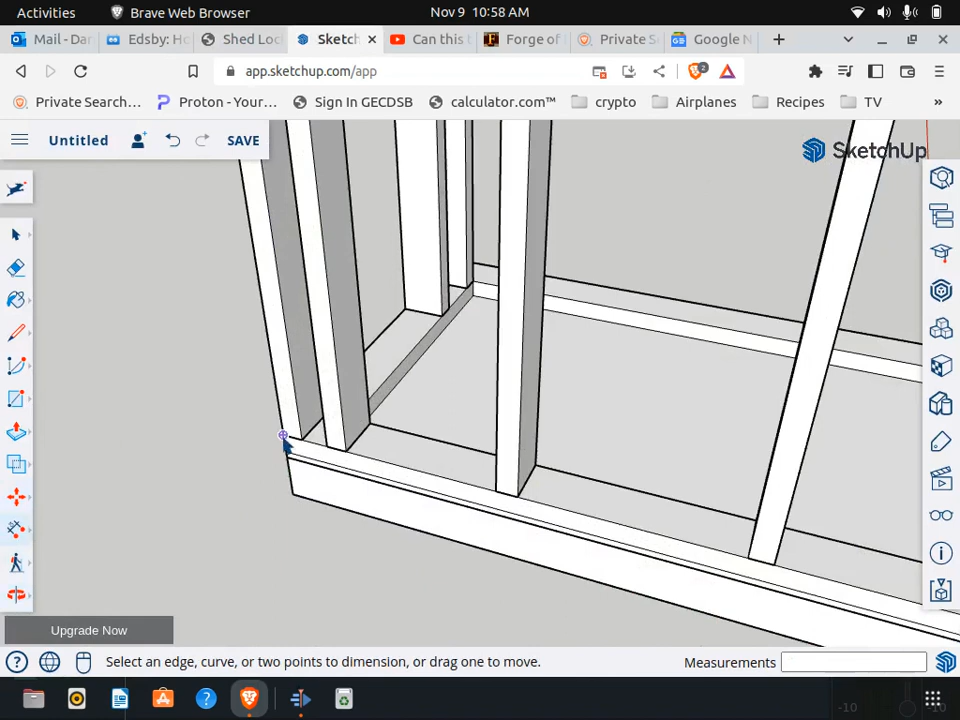 Activities
Brave Web Browser
Nov 9 10:58 AM
Mail - Dar
Edsby: Ho
Shed Loc
Sketch
Can this t
Forge of
Private S
Google N
app.sketchup.com/app
2
Private Search...
Proton - Your...
Sign In GECDSB
calculator.com™
crypto
Airplanes
Recipes
TV
»
Untitled
SAVE
SketchUp
Upgrade Now
Select an edge, curve, or two points to dimension, or drag one to move.
Measurements
-10
-10